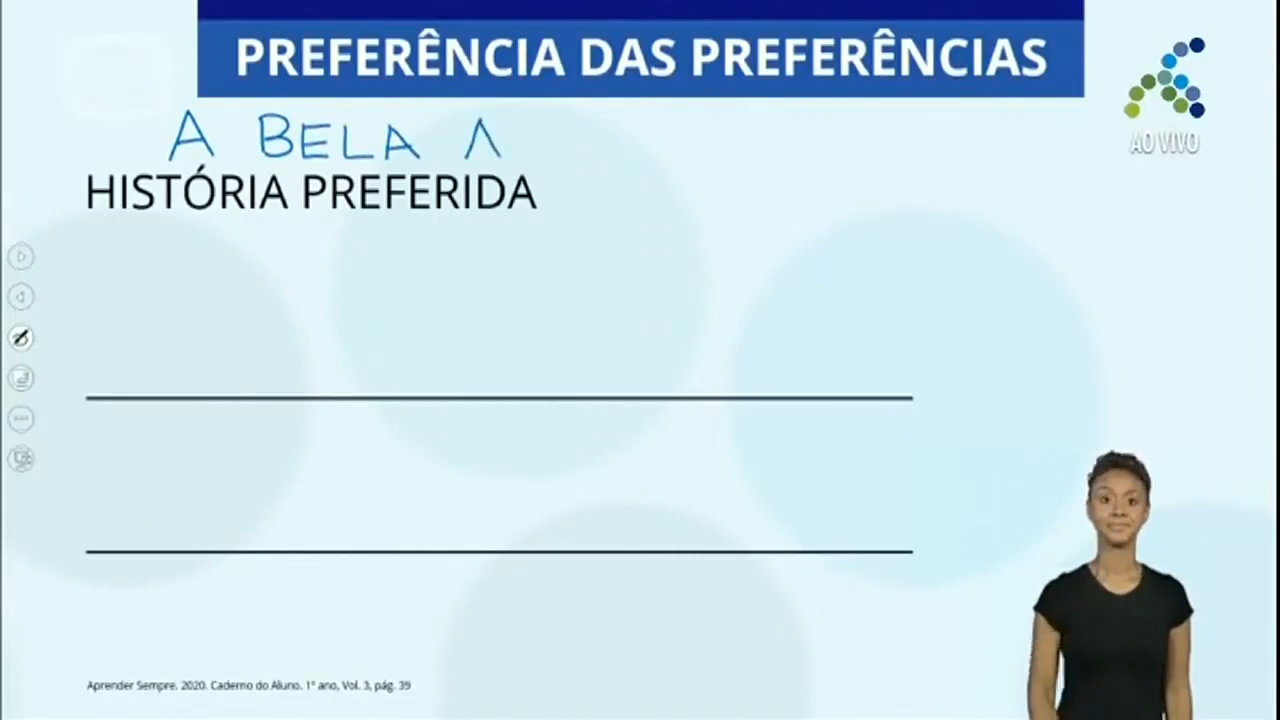 PREFERÊNCIA DAS PREFERÊNCIAS
AO VIVO
A BELA
HISTÓRIA PREFERIDA
Aprender Sempre. 2020. Caderno do Aluno. 1º ano, Vol. 3, pág. 39